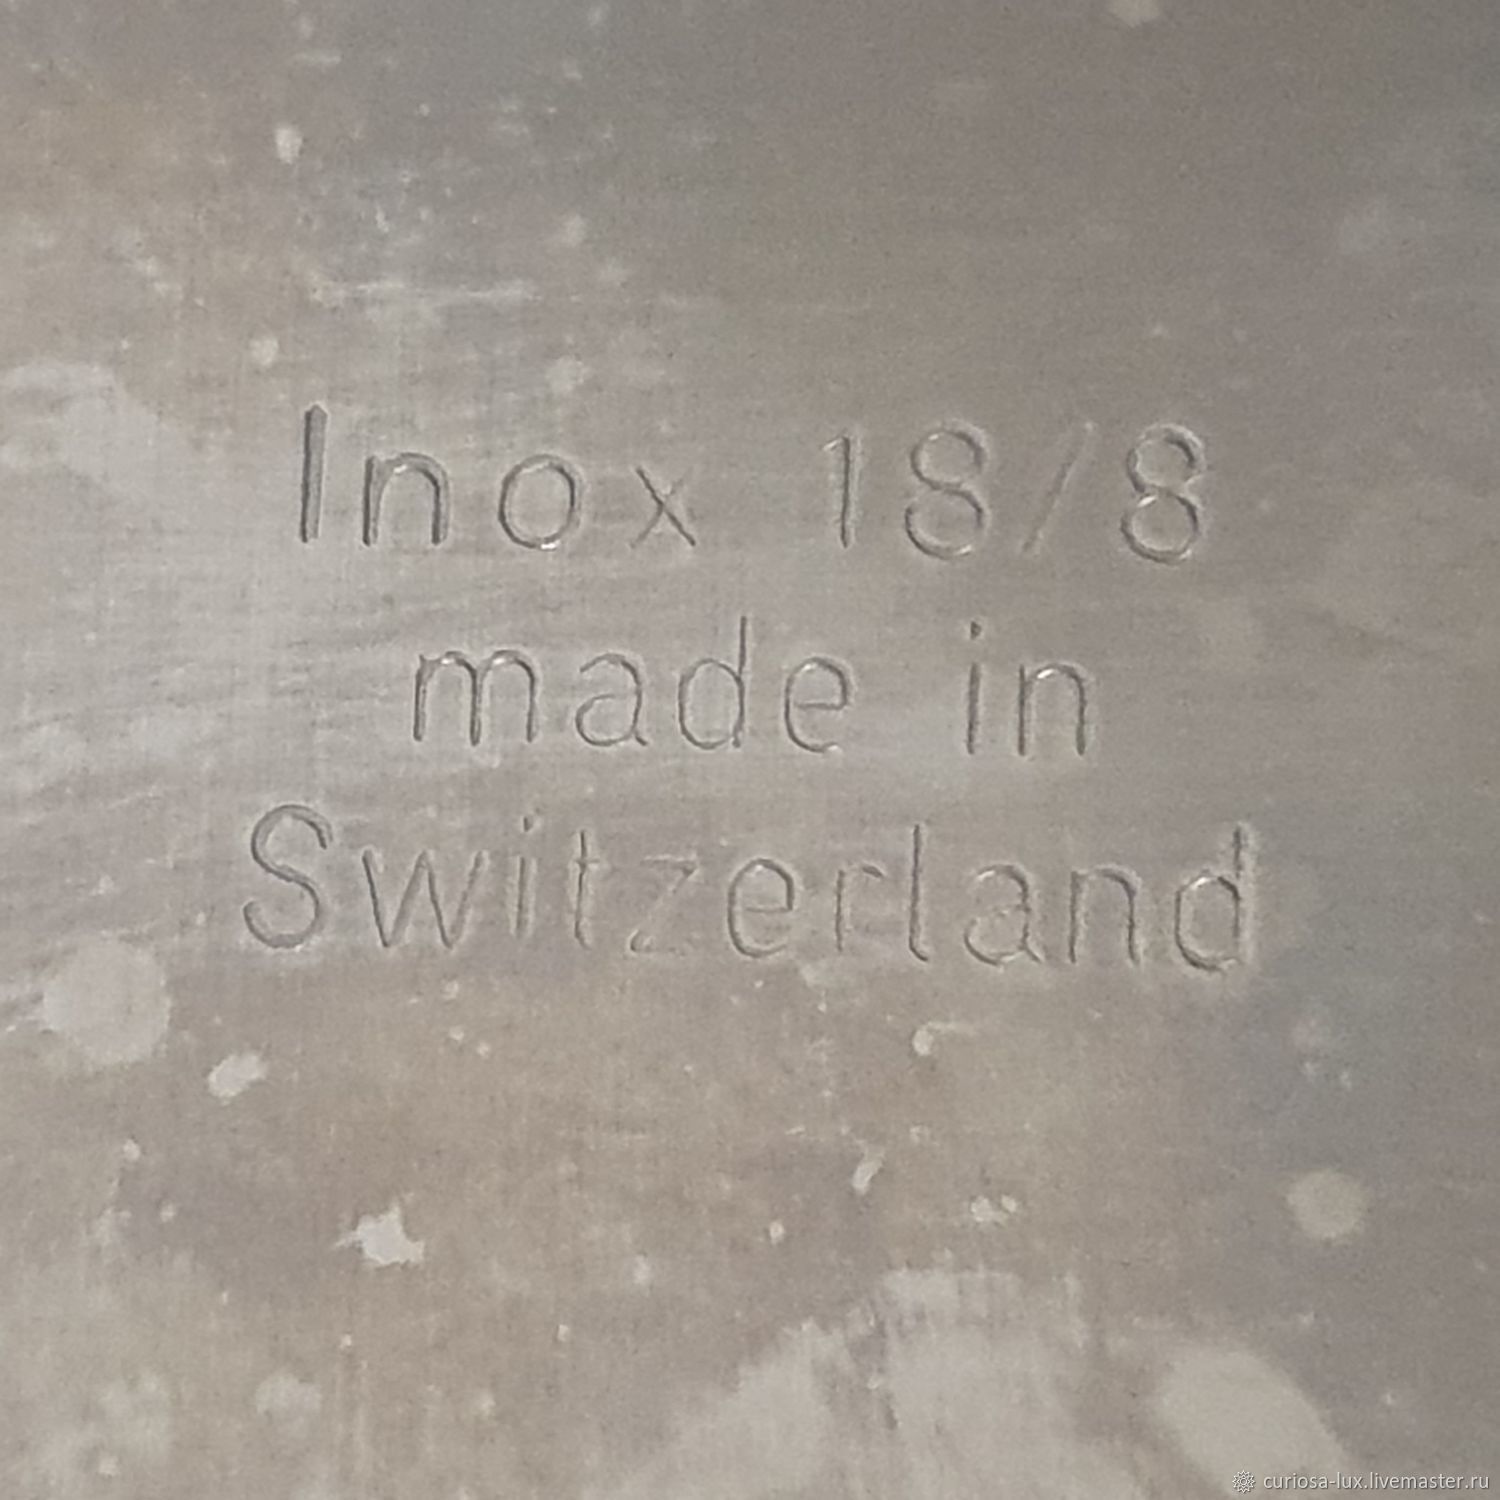 Inox 18/8
made in
Switzerland
curiosa-lux.livemaster.ru